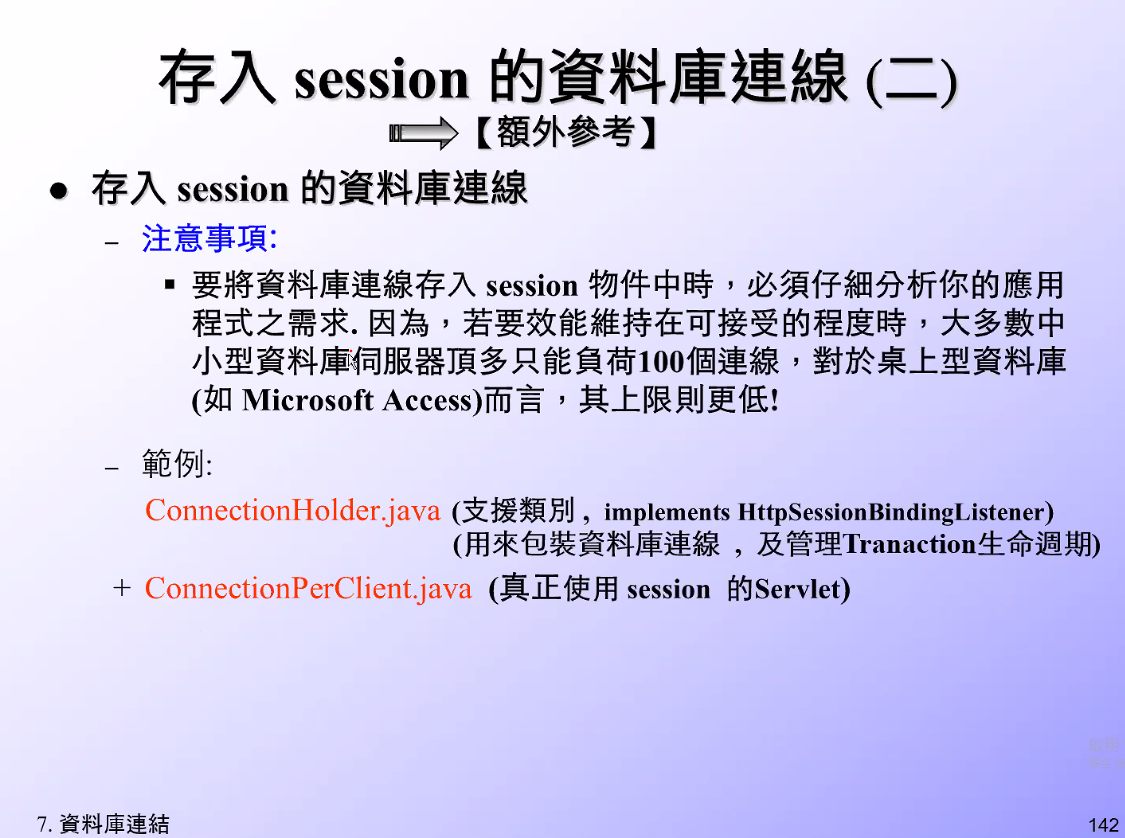 存入 session 的資料庫連線 (二)
【額外參考】
● 存入 session 的資料庫連線
– 注意事項:
▪ 要將資料庫連線存入 session 物件中時，必須仔細分析你的應用
程式之需求. 因為，若要效能維持在可接受的程度時，大多數中
小型資料庫伺服器頂多只能負荷100個連線，對於桌上型資料庫
(如 Microsoft Access)而言，其上限則更低!
– 範例:
ConnectionHolder.java (支援類別 , implements HttpSessionBindingListener)
(用來包裝資料庫連線 , 及管理Tranaction生命週期)
+ ConnectionPerClient.java (真正使用 session 的Servlet)
7. 資料庫連結
142